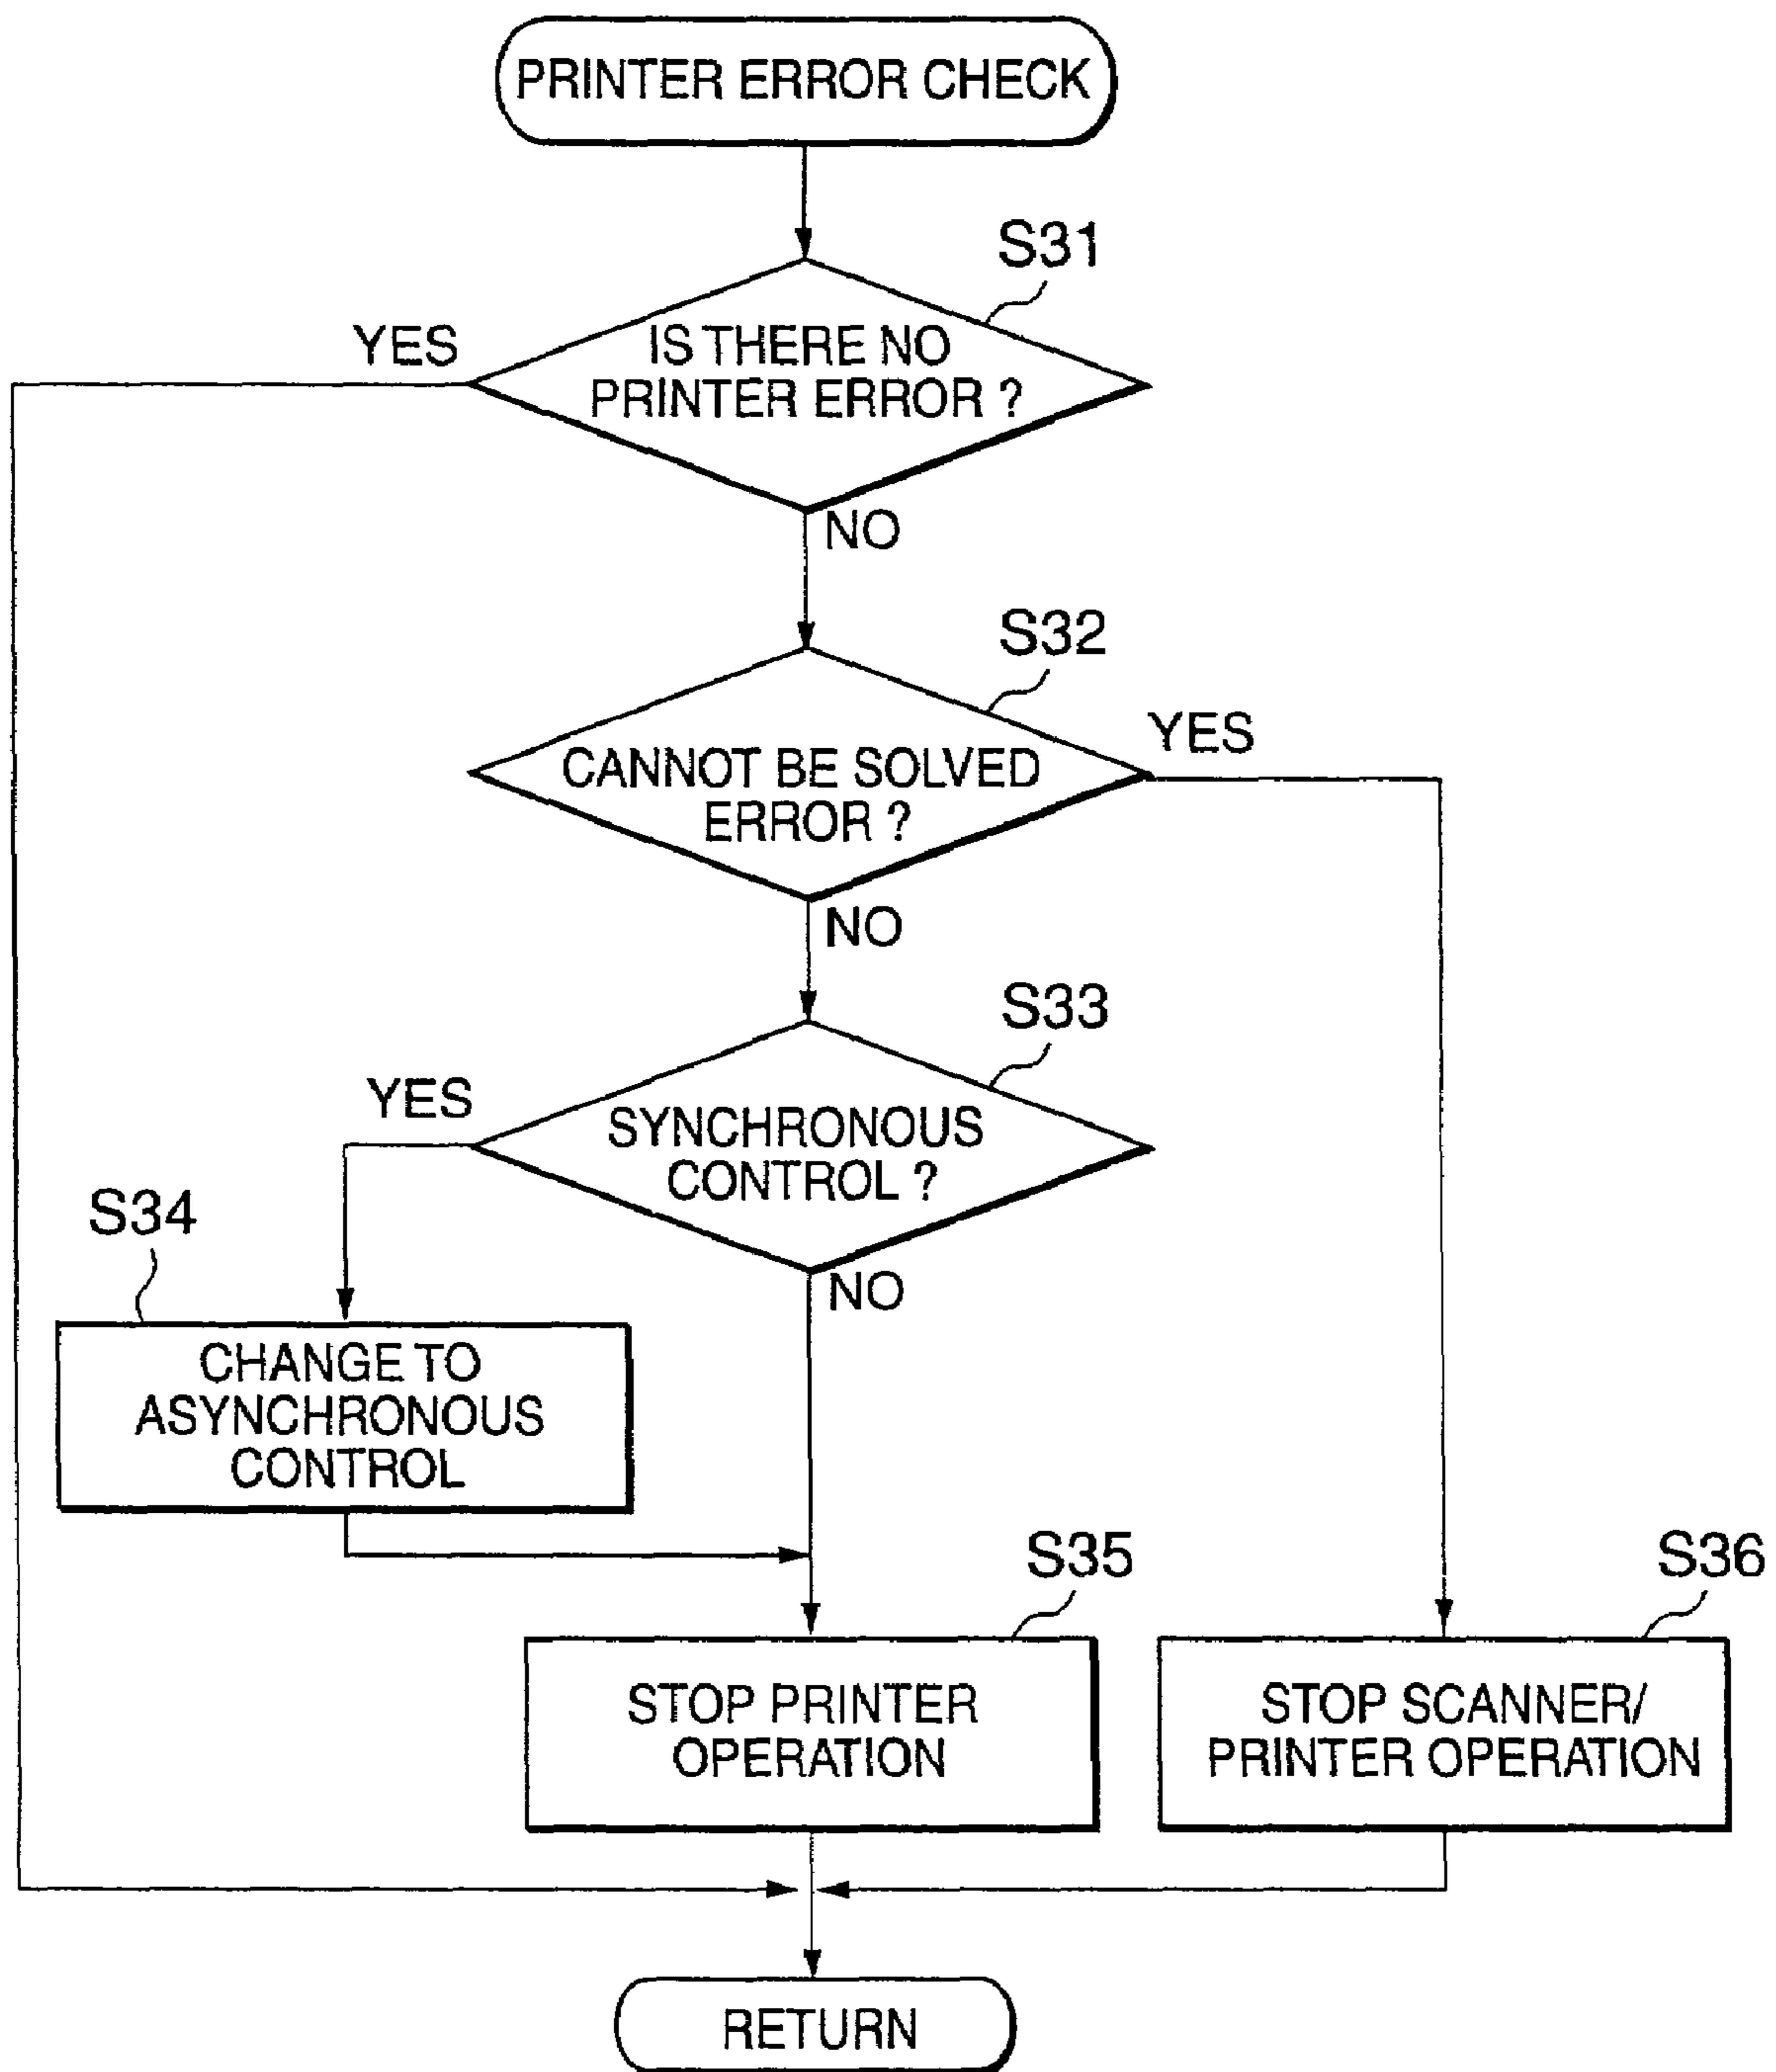 PRINTER ERROR CHECK
S31
YES
IS THERE NO
PRINTER ERROR ?
NO
S32
YES
CANNOT BE SOLVED
ERROR ?
NO
S33
YES
SYNCHRONOUS
CONTROL ?
NO
S34
CHANGE TO
ASYNCHRONOUS
CONTROL
S35
STOP PRINTER
OPERATION
S36
STOP SCANNER/
PRINTER OPERATION
RETURN